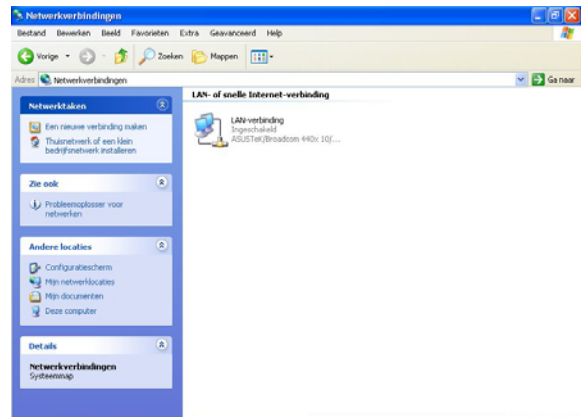 Netwerkverbindingen
Bestand Bewerken Beeld Favorieten Extra Geavanceerd Help
Vorige Zoeken Mappen
Adres Netwerkverbindingen Ga naar
LAN- of snelle Internet-verbinding
Netwerktaken
Een nieuwe verbinding maken
Thuisnetwerk of een klein
bedrijfsnetwerk installeren
LAN-verbinding
Ingeschakeld
ASUSTeK/Broadcom 440x 10/...
Zie ook
Probleemoplosser voor
netwerken
Andere locaties
Configuratiescherm
Mijn netwerklocaties
Mijn documenten
Deze computer
Details
Netwerkverbindingen
Systeemmap